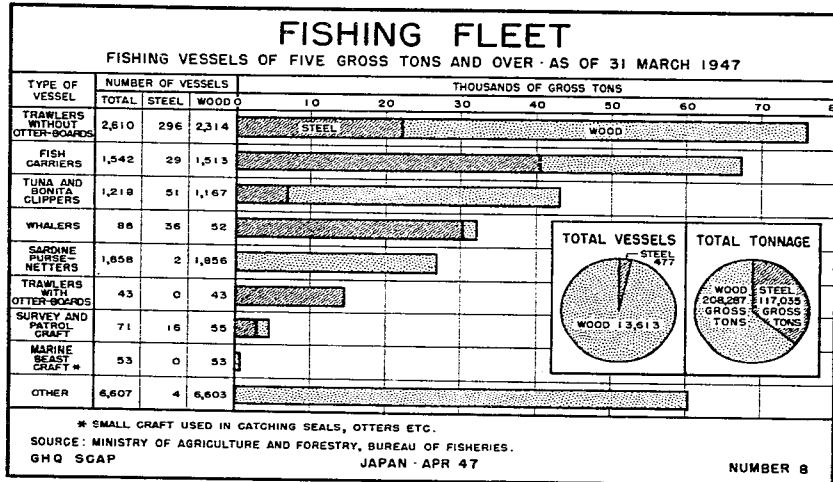 FISHING FLEET
FISHING VESSELS OF FIVE GROSS TONS AND OVER · AS OF 31 MARCH 1947
TYPE OF VESSEL
NUMBER OF VESSELS
TOTAL STEEL WOOD
THOUSANDS OF GROSS TONS
0 10 20 30 40 50 60 70 80
TRAWLERS WITHOUT OTTER-BOARDS 2,610 296 2,314
STEEL WOOD
FISH CARRIERS 1,542 29 1,513
TUNA AND BONITA CLIPPERS 1,218 51 1,167
WHALERS 88 36 52
SARDINE PURSE-NETTERS 1,858 2 1,856
TRAWLERS WITH OTTER-BOARDS 43 0 43
SURVEY AND PATROL CRAFT 71 16 55
MARINE BEAST CRAFT * 53 0 53
OTHER 6,607 4 6,603
TOTAL VESSELS
STEEL 477
WOOD 13,613
TOTAL TONNAGE
WOOD 208,287 GROSS TONS
STEEL 117,035 GROSS TONS
* SMALL CRAFT USED IN CATCHING SEALS, OTTERS ETC.
SOURCE: MINISTRY OF AGRICULTURE AND FORESTRY, BUREAU OF FISHERIES.
GHQ SCAP
JAPAN · APR 47
NUMBER 8